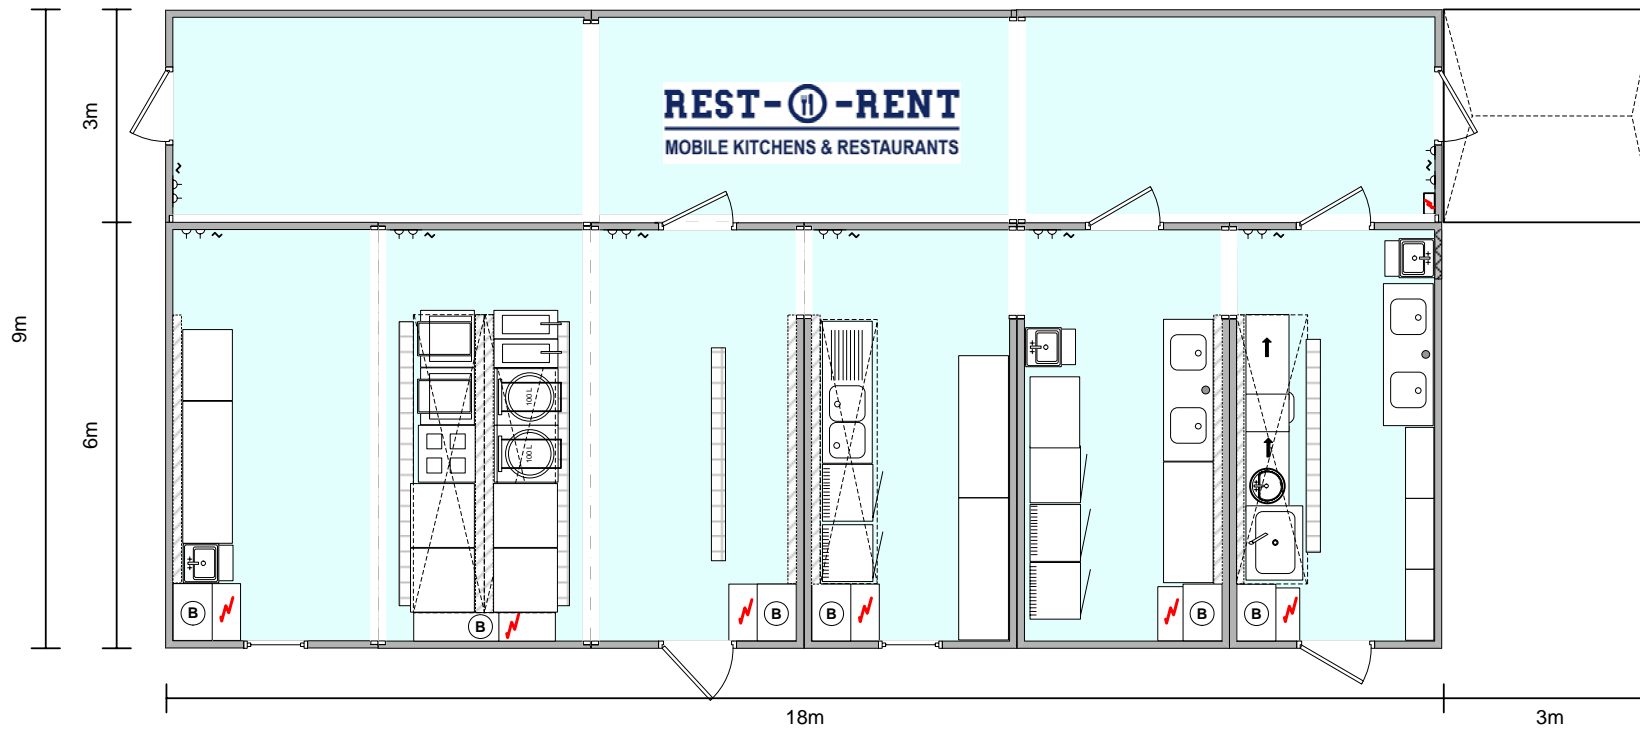 REST-O-RENT
MOBILE KITCHENS & RESTAURANTS
3m
9m
6m
100 L
100 L
B
B
B
B
B
B
18m
3m